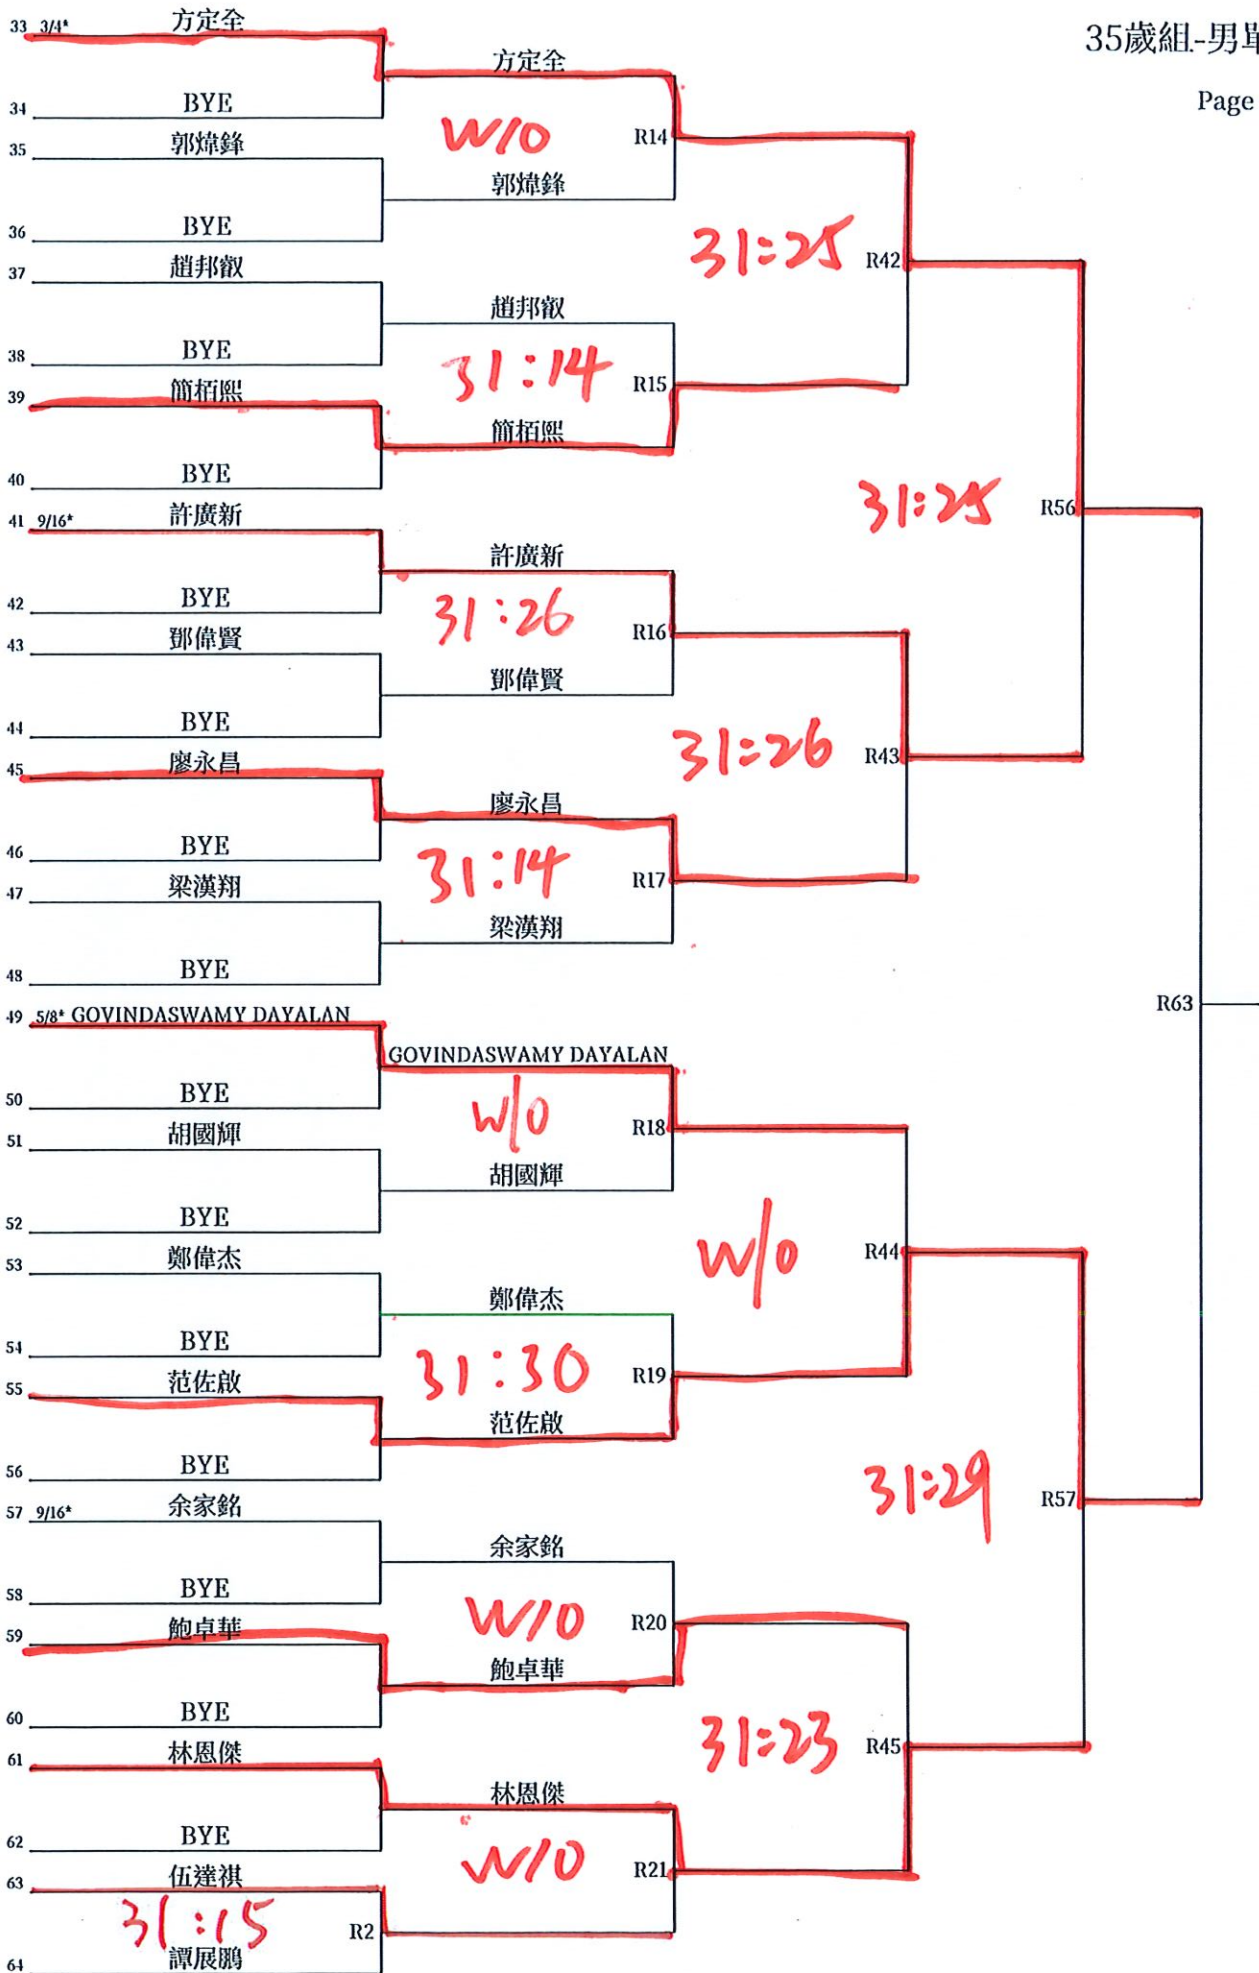 33 3/4* 方定全
35歲組-男單
方定全
Page
34 BYE
35 郭煒鋒
W/O
R14
郭煒鋒
36 BYE
31:25
R42
37 趙邦叡
趙邦叡
38 BYE
31:14
R15
39 簡栢熙
簡栢熙
40 BYE
31:25
R56
41 9/16* 許廣新
許廣新
42 BYE
31:26
R16
43 鄧偉賢
鄧偉賢
44 BYE
31:26
R43
45 廖永昌
廖永昌
46 BYE
31:14
R17
47 梁漢翔
梁漢翔
48 BYE
R63
49 5/8* GOVINDASWAMY DAYALAN
GOVINDASWAMY DAYALAN
50 BYE
W/O
R18
51 胡國輝
胡國輝
52 BYE
W/O
R44
53 鄭偉杰
鄭偉杰
54 BYE
31:30
R19
55 范佐啟
范佐啟
56 BYE
31:29
R57
57 9/16* 余家銘
余家銘
58 BYE
W/O
R20
59 鮑卓華
鮑卓華
60 BYE
31:23
R45
61 林恩傑
林恩傑
62 BYE
W/O
R21
63 伍達祺
31:15
R2
64 譚展鵬